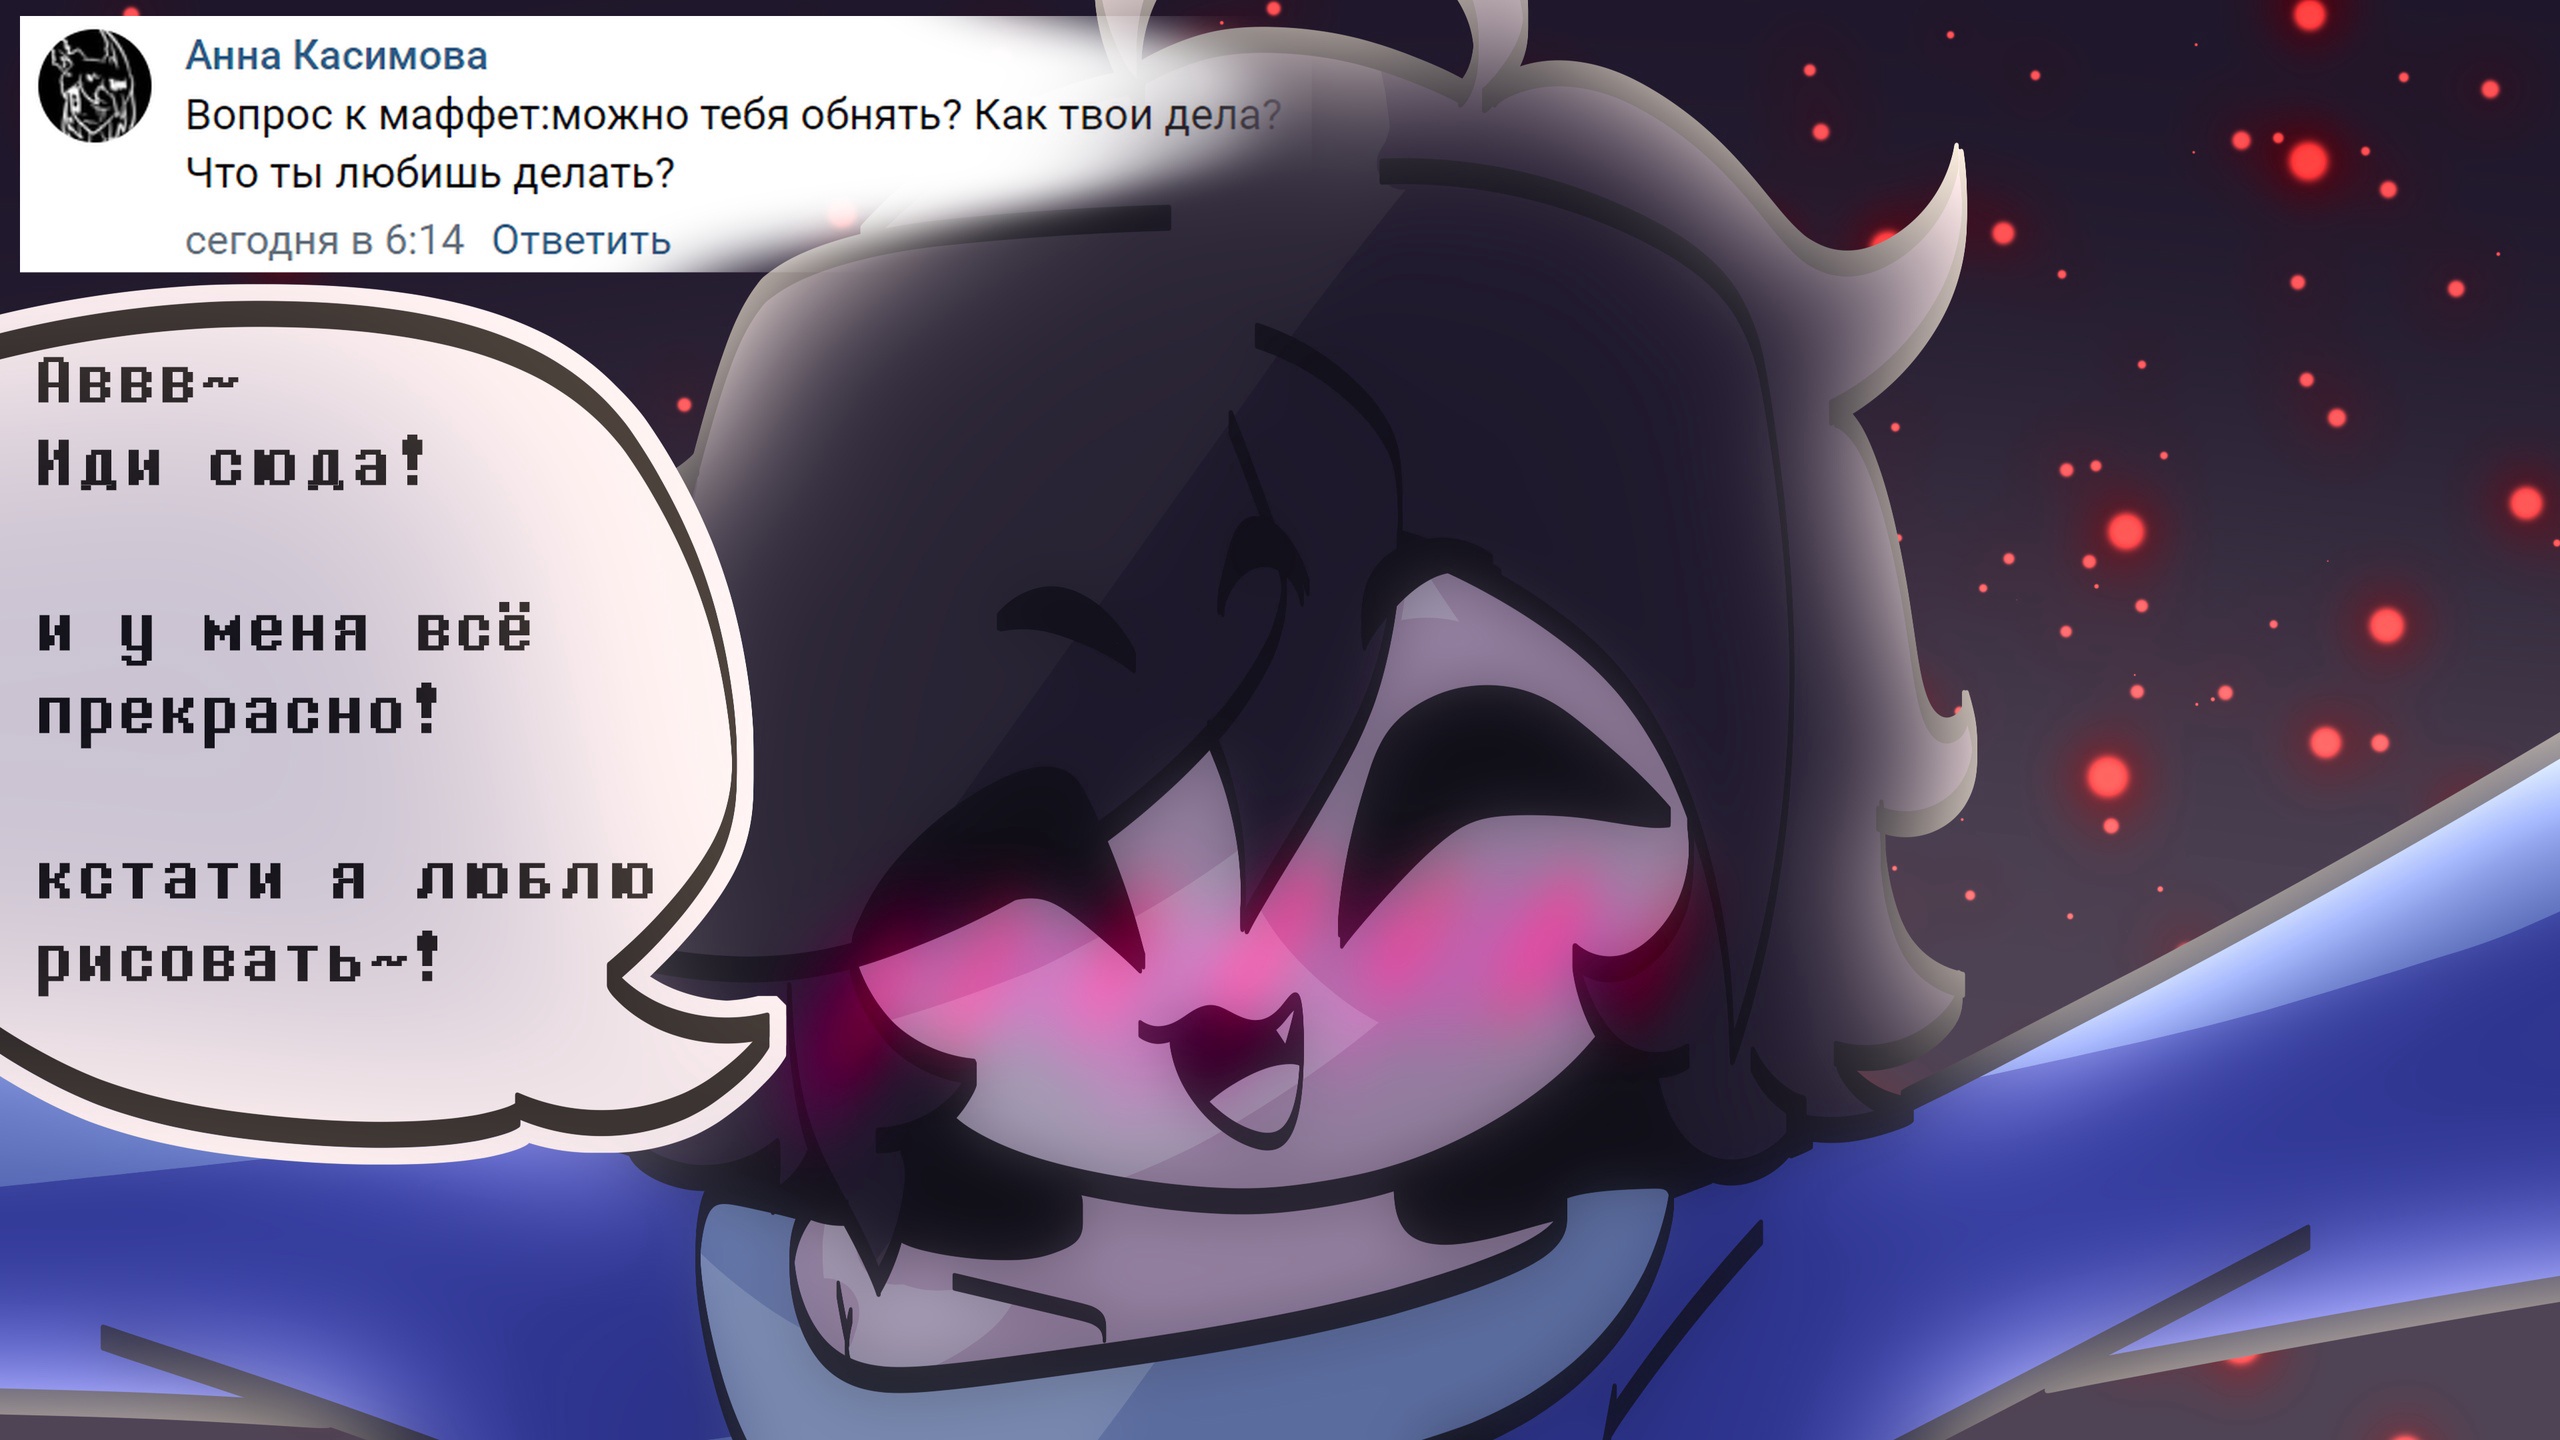 Анна Касимова
Вопрос к маффет:можно тебя обнять? Как твои дела?
Что ты любишь делать?
сегодня в 6:14 Ответить
Аввв~
Иди сюда!
и у меня всё
прекрасно!
кстати я люблю
рисовать~!